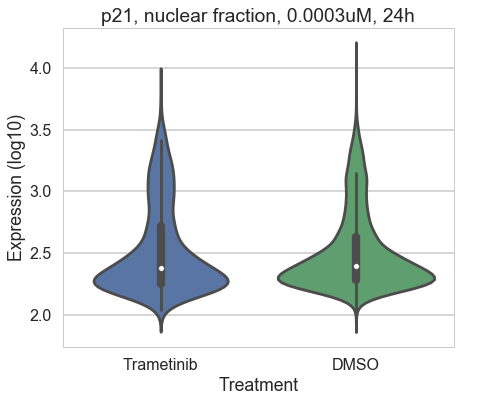 p21, nuclear fraction, 0.0003uM, 24h
Expression (log10)
4.0
3.5
3.0
2.5
2.0
Trametinib DMSO
Treatment